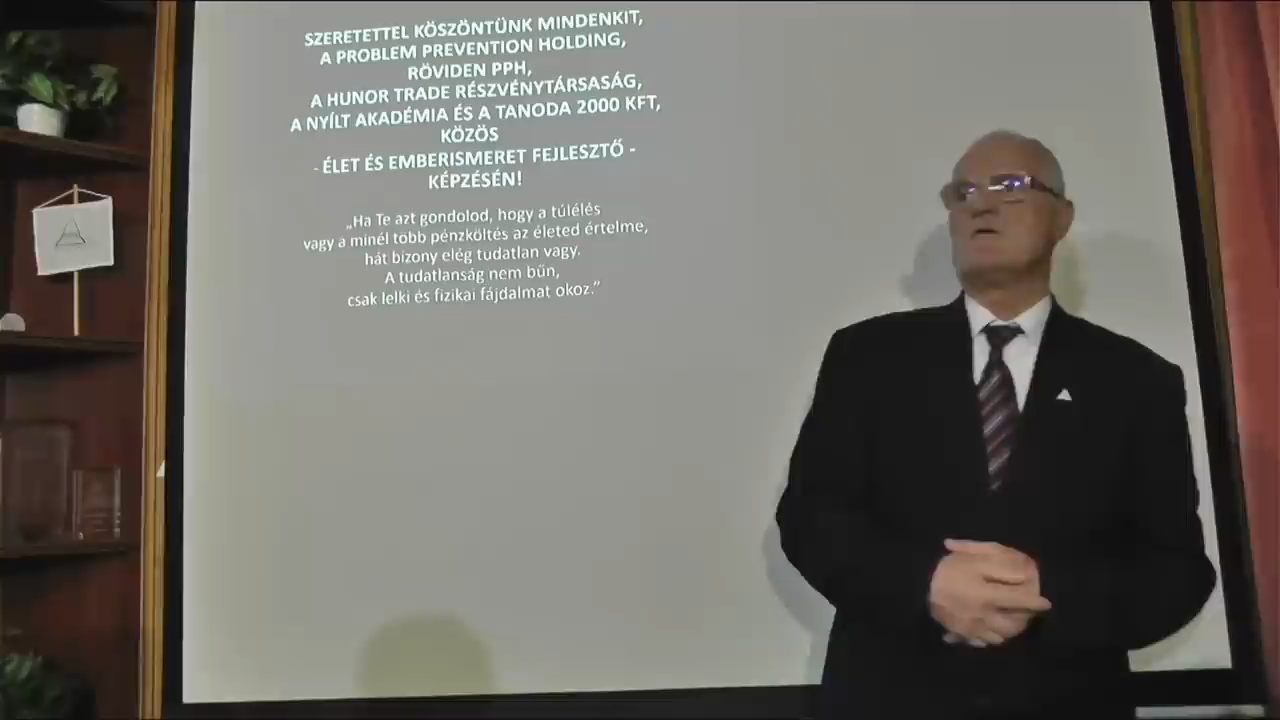 SZERETETTEL KÖSZÖNTÜNK MINDENKIT,
A PROBLEM PREVENTION HOLDING,
RÖVIDEN PPH,
A HUNOR TRADE RÉSZVÉNYTÁRSASÁG,
A NYÍLT AKADÉMIA ÉS A TANODA 2000 KFT,
KÖZÖS
- ÉLET ÉS EMBERISMERET FEJLESZTŐ -
KÉPZÉSÉN!
„Ha Te azt gondolod, hogy a túlélés
vagy a minél több pénzköltés az életed értelme,
hát bizony elég tudatlan vagy.
A tudatlanság nem bűn,
csak lelki és fizikai fájdalmat okoz.”